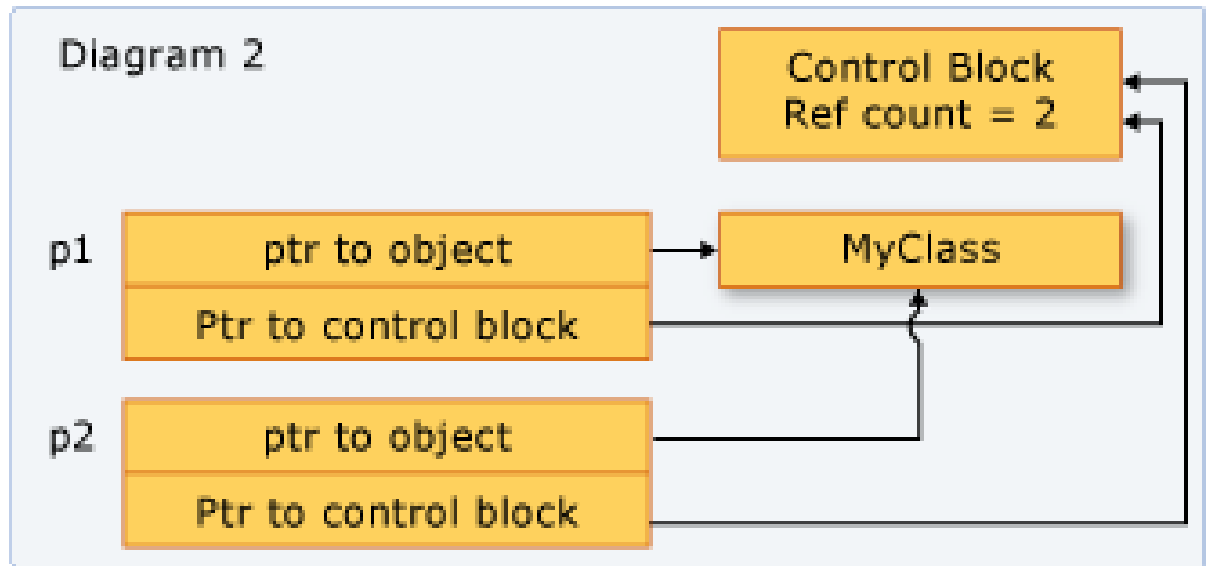 Diagram 2
Control Block
Ref count = 2
p1
ptr to object
MyClass
Ptr to control block
p2
ptr to object
Ptr to control block